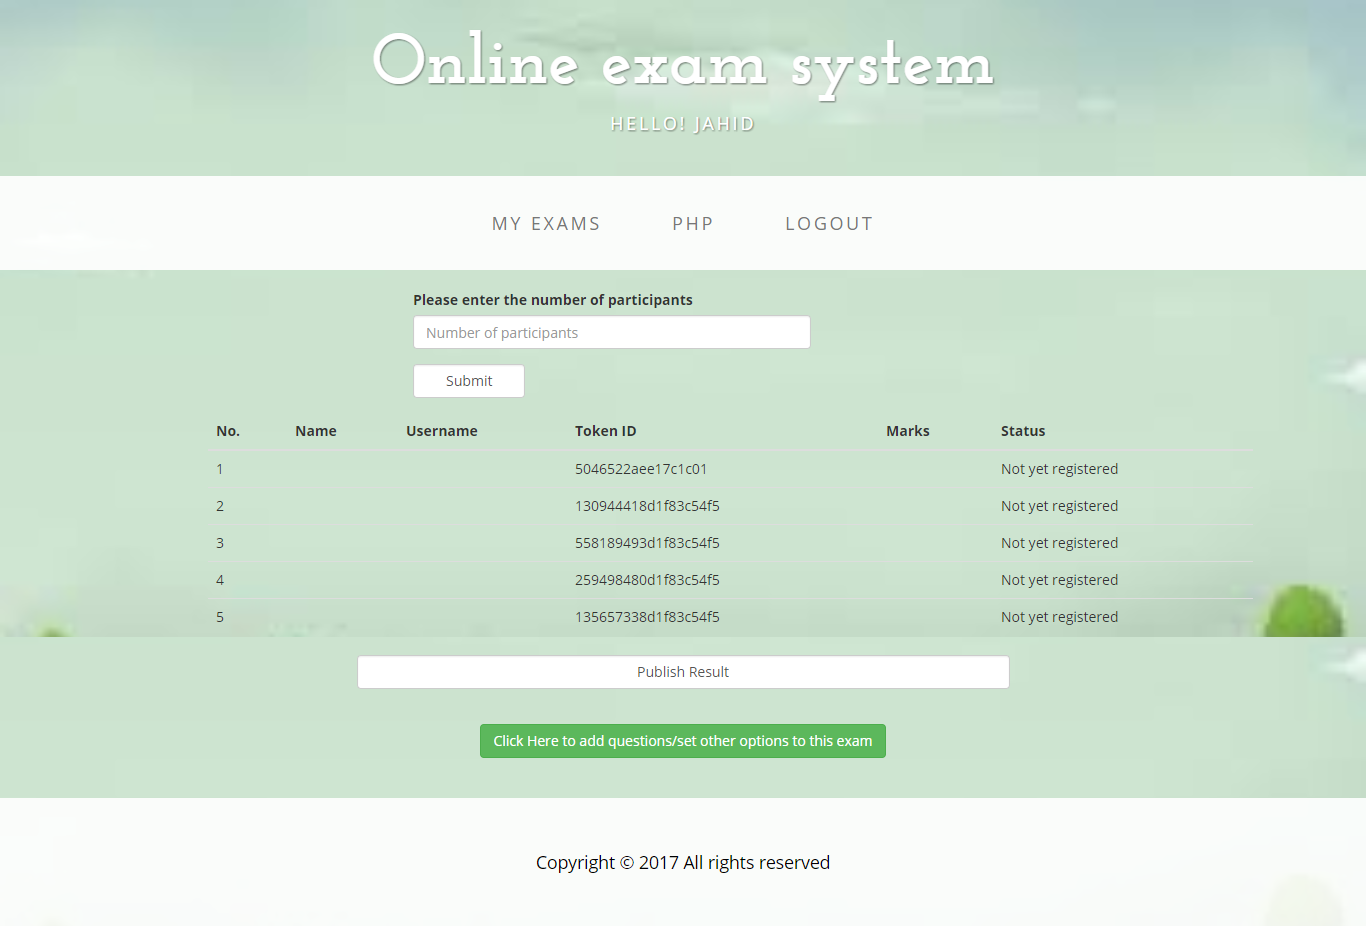 Online exam system
HELLO! JAHID
MY EXAMS PHP LOGOUT
Please enter the number of participants
Number of participants
Submit
No. Name Username Token ID Marks Status
1 5046522aee17c1c01 Not yet registered
2 130944418d1f83c54f5 Not yet registered
3 558189493d1f83c54f5 Not yet registered
4 259498480d1f83c54f5 Not yet registered
5 135657338d1f83c54f5 Not yet registered
Publish Result
Click Here to add questions/set other options to this exam
Copyright © 2017 All rights reserved